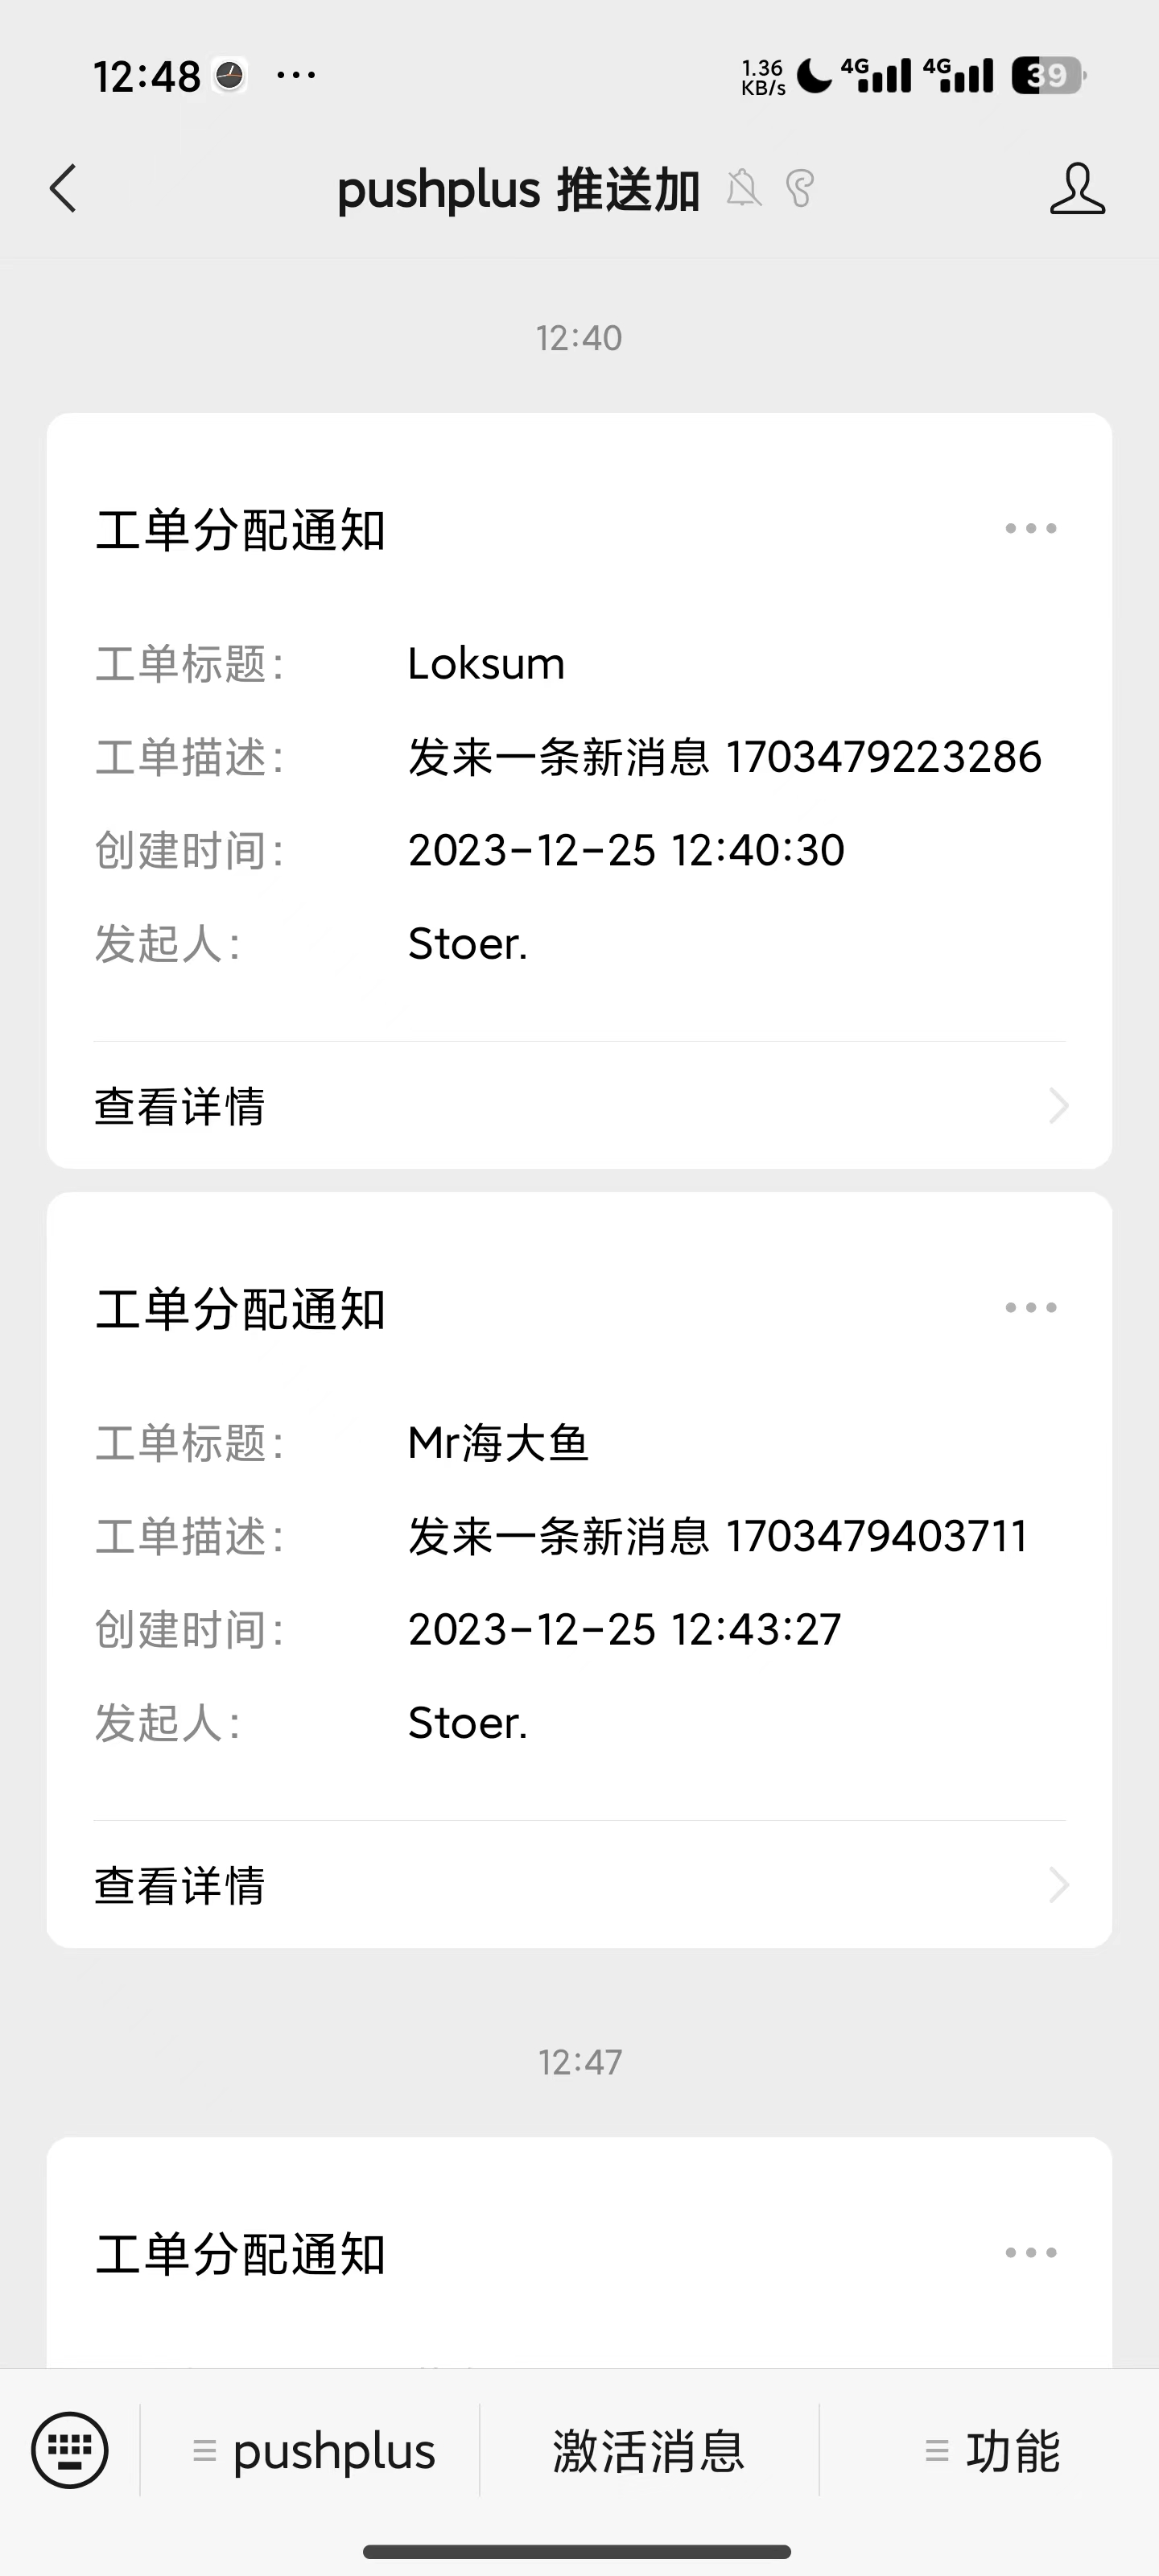 12:48 ...
1.36 KB/s 4G 4G 39
pushplus 推送加
12:40
工单分配通知
工单标题: Loksum
工单描述: 发来一条新消息 1703479223286
创建时间: 2023-12-25 12:40:30
发起人: Stoer.
查看详情
工单分配通知
工单标题: Mr海大鱼
工单描述: 发来一条新消息 1703479403711
创建时间: 2023-12-25 12:43:27
发起人: Stoer.
查看详情
12:47
工单分配通知
pushplus 激活消息 功能